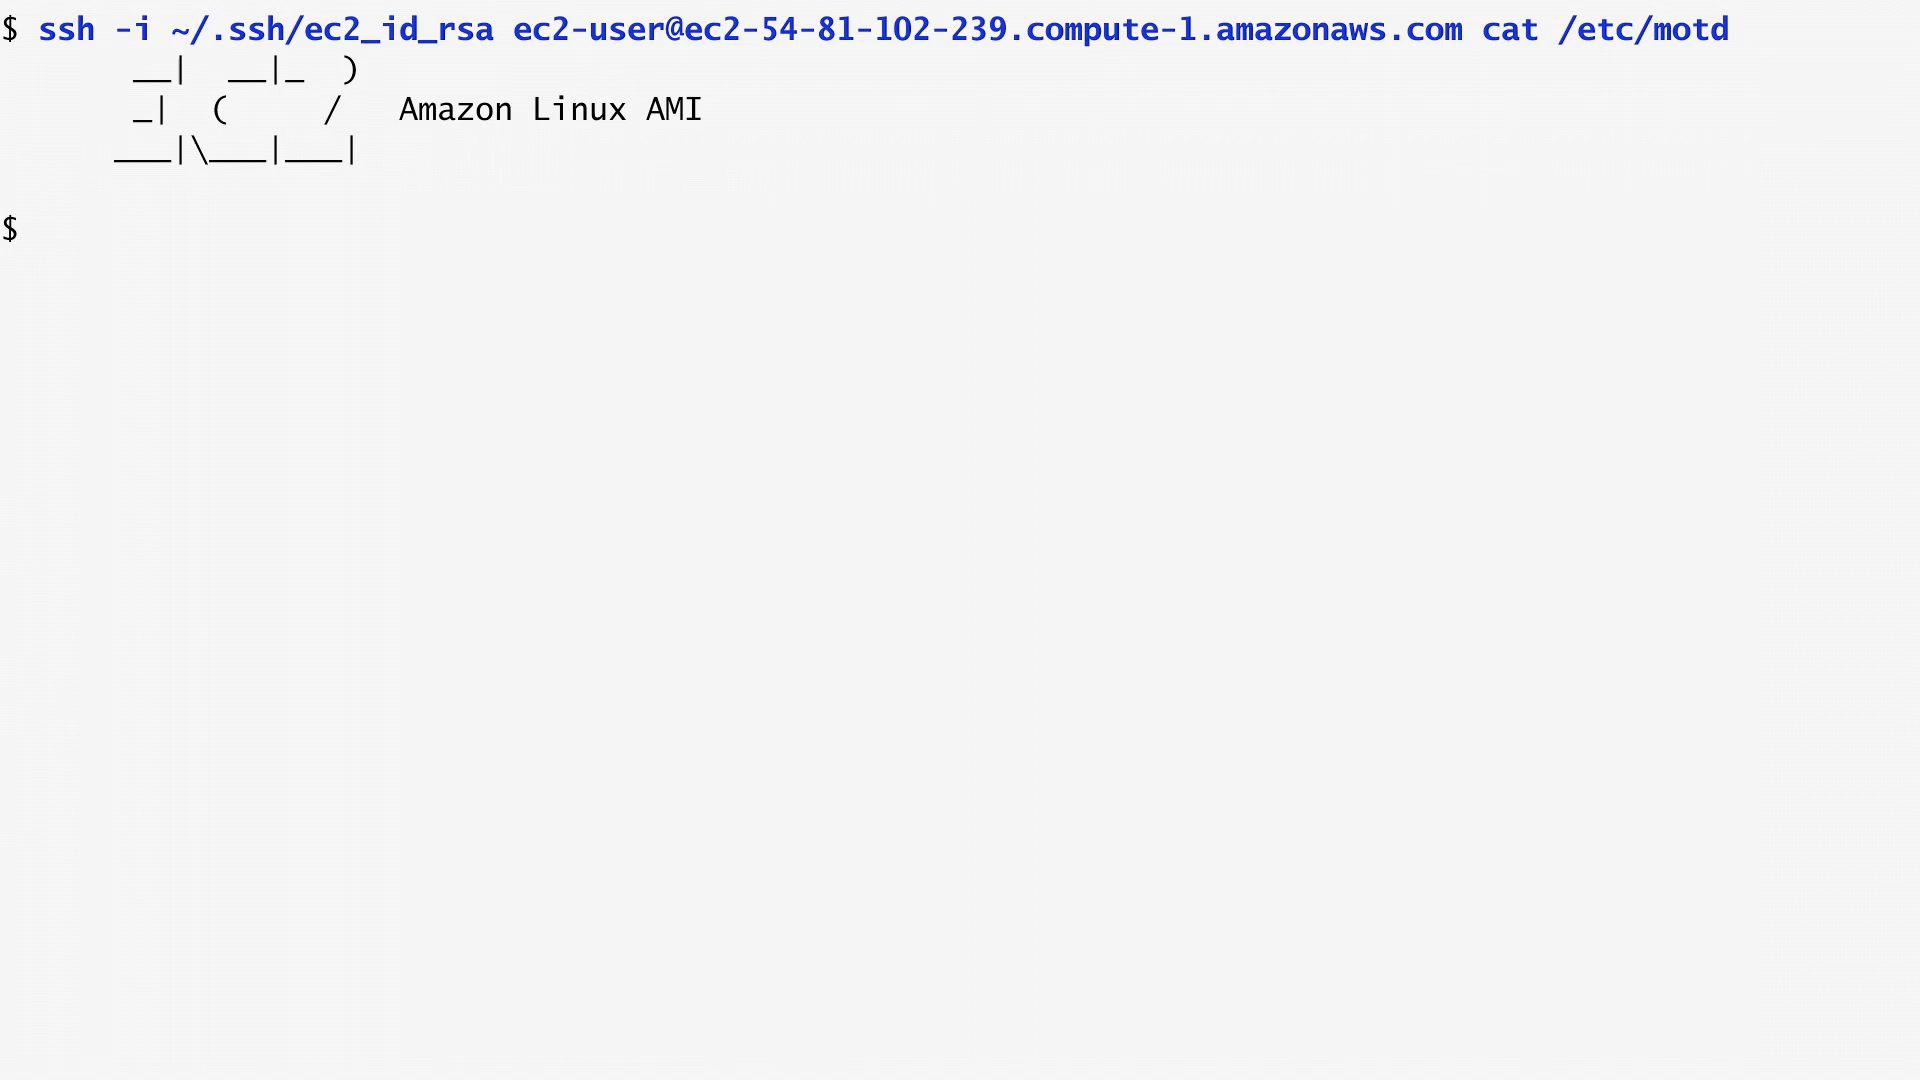 $ ssh -i ~/.ssh/ec2_id_rsa ec2-user@ec2-54-81-102-239.compute-1.amazonaws.com cat /etc/motd
       __|  __|_  )
       _|  (     /   Amazon Linux AMI
      ___|\___|___|
$